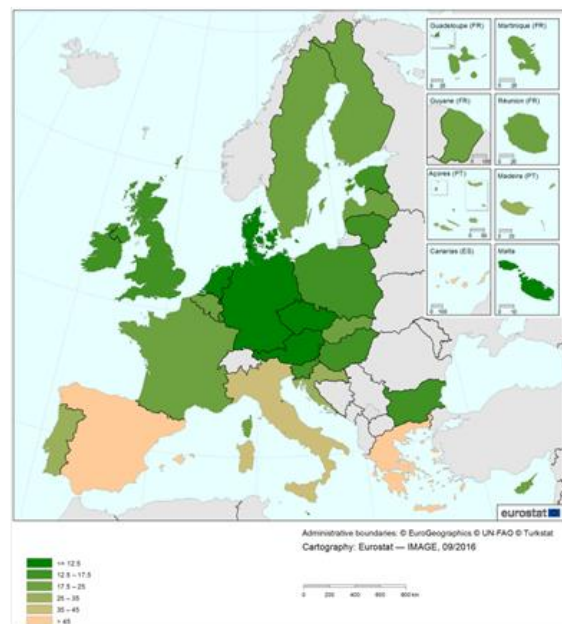 Guadeloupe (FR)
Martinique (FR)
Guyane (FR)
Réunion (FR)
Açores (PT)
Madeira (PT)
Canarias (ES)
Malta
eurostat
Administrative boundaries: © EuroGeographics © UN-FAO © Turkstat
Cartography: Eurostat — IMAGE, 09/2016
<= 12.5
12.5 – 17.5
17.5 – 25
25 – 35
35 – 45
> 45
0 200 400 600 800 km